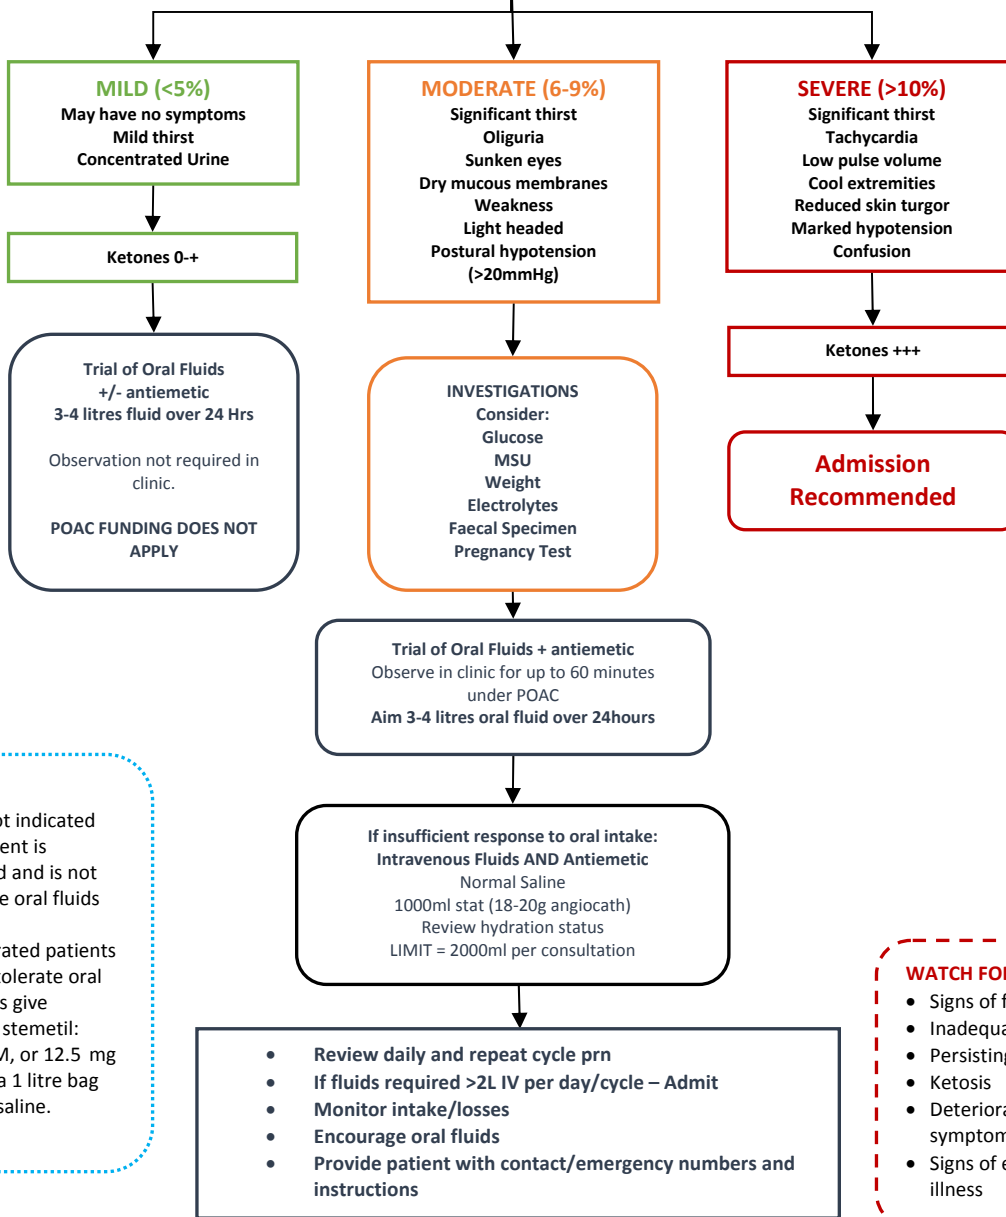 MILD (<5%)
May have no symptoms
Mild thirst
Concentrated Urine
Ketones 0-+
Trial of Oral Fluids
+/- antiemetic
3-4 litres fluid over 24 Hrs
Observation not required in
clinic.
POAC FUNDING DOES NOT
APPLY
MODERATE (6-9%)
Significant thirst
Oliguria
Sunken eyes
Dry mucous membranes
Weakness
Light headed
Postural hypotension
(>20mmHg)
INVESTIGATIONS
Consider:
Glucose
MSU
Weight
Electrolytes
Faecal Specimen
Pregnancy Test
SEVERE (>10%)
Significant thirst
Tachycardia
Low pulse volume
Cool extremities
Reduced skin turgor
Marked hypotension
Confusion
Ketones +++
Admission
Recommended
Trial of Oral Fluids + antiemetic
Observe in clinic for up to 60 minutes
under POAC
Aim 3-4 litres oral fluid over 24hours
If insufficient response to oral intake:
Intravenous Fluids AND Antiemetic
Normal Saline
1000ml stat (18-20g angiocath)
Review hydration status
LIMIT = 2000ml per consultation
• Review daily and repeat cycle prn
• If fluids required >2L IV per day/cycle – Admit
• Monitor intake/losses
• Encourage oral fluids
• Provide patient with contact/emergency numbers and
instructions
indicated
is
and is not
oral fluids
patients
tolerate oral
give
stemetil:
or 12.5 mg
a 1 litre bag
saline.
WATCH
• Signs of
•
• Persisting
• Ketosis
•
• Signs of
illness